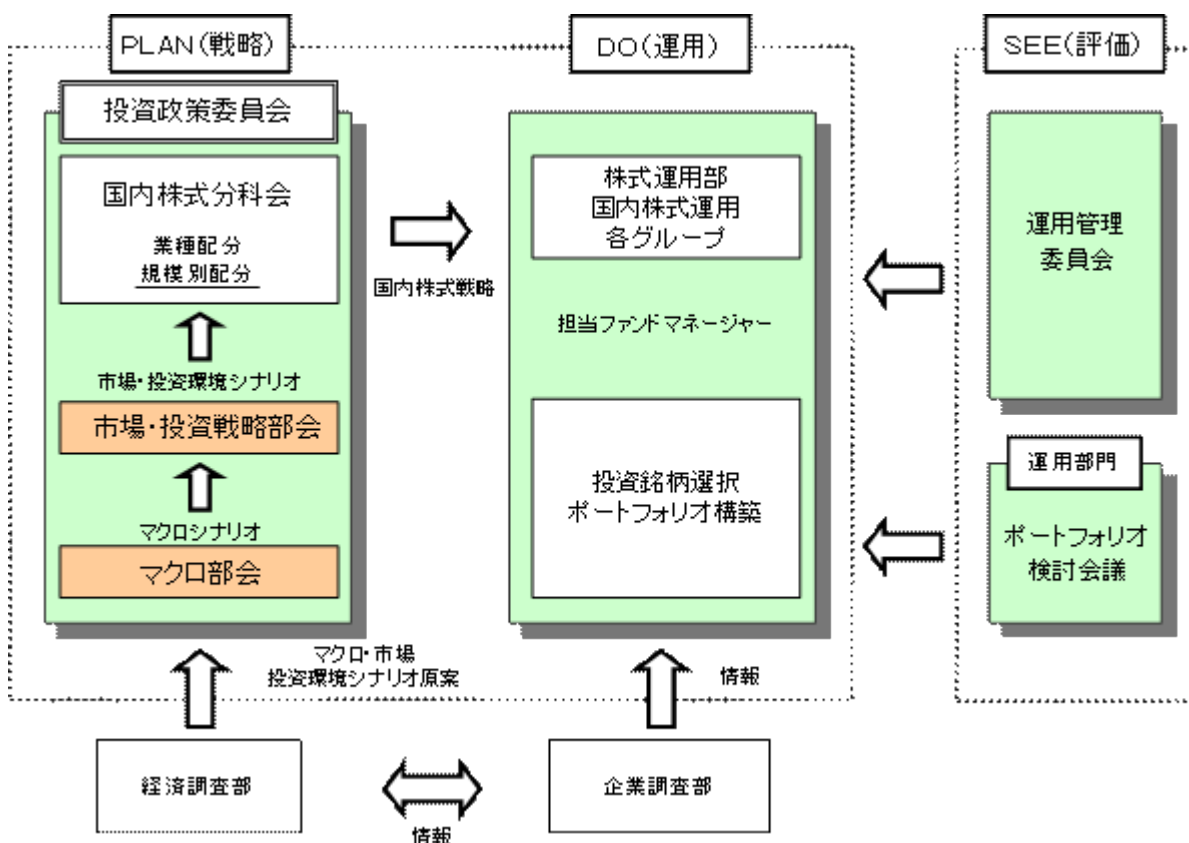 PLAN(戦略)
投資政策委員会
国内株式分科会
業種配分
規模別配分
市場・投資環境シナリオ
市場・投資戦略部会
マクロシナリオ
マクロ部会
国内株式戦略
DO(運用)
株式運用部
国内株式運用
各グループ
担当ファンドマネージャー
投資銘柄選択
ポートフォリオ構築
SEE(評価)
運用管理
委員会
運用部門
ポートフォリオ
検討会議
マクロ・市場
投資環境シナリオ原案
情報
経済調査部
情報
企業調査部